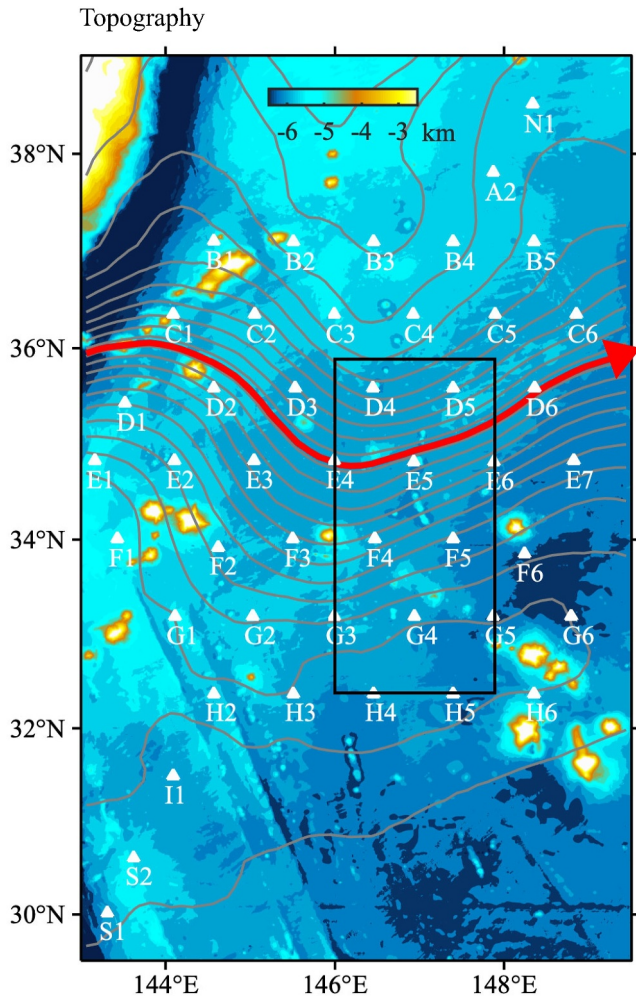 Topography
-6 -5 -4 -3 km
N1
38°N
A2
B1 B2 B3 B4 B5
C1 C2 C3 C4 C5 C6
36°N
D1 D2 D3 D4 D5 D6
E1 E2 E3 E4 E5 E6 E7
34°N
F1 F2 F3 F4 F5 F6
G1 G2 G3 G4 G5 G6
H2 H3 H4 H5 H6
32°N
I1
S2
30°N
S1
144°E 146°E 148°E